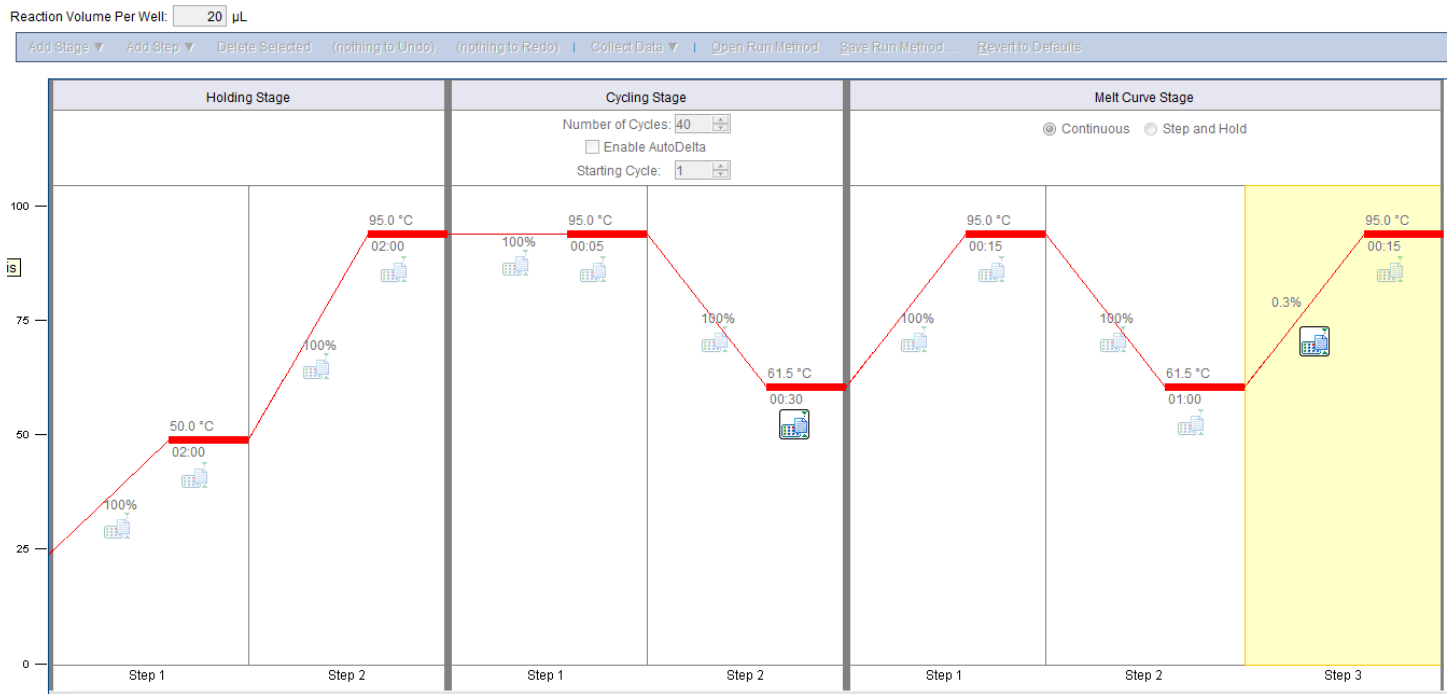 Reaction Volume Per Well: 20 µL
Add Stage ▼ Add Step ▼ Delete Selected (nothing to Undo) (nothing to Redo) | Collect Data ▼ | Open Run Method Save Run Method ... Revert to Defaults
Holding Stage Cycling Stage Melt Curve Stage
Number of Cycles: 40
Continuous Step and Hold
Enable AutoDelta
Starting Cycle: 1
100
95.0 °C 95.0 °C 95.0 °C 95.0 °C
02:00 100% 00:05 00:15 00:15
is
0.3%
75
100% 100% 100%
100%
61.5 °C 61.5 °C
00:30 01:00
50.0 °C
50
02:00
100%
25
0
Step 1 Step 2 Step 1 Step 2 Step 1 Step 2 Step 3